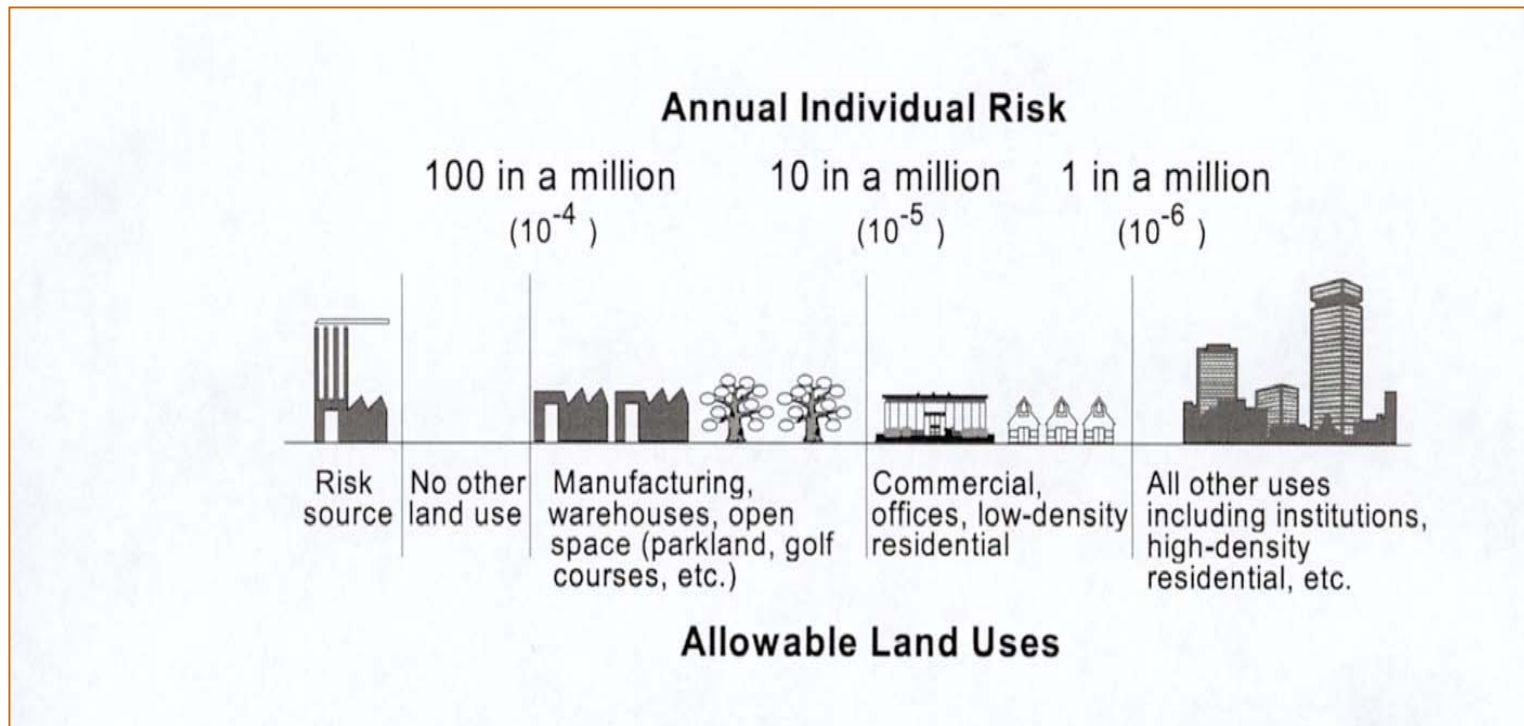 Annual Individual Risk
100 in a million
(10⁻⁴ )
10 in a million
(10⁻⁵ )
1 in a million
(10⁻⁶ )
Risk
source
No other
land use
Manufacturing,
warehouses, open
space (parkland, golf
courses, etc.)
Commercial,
offices, low-density
residential
All other uses
including institutions,
high-density
residential, etc.
Allowable Land Uses